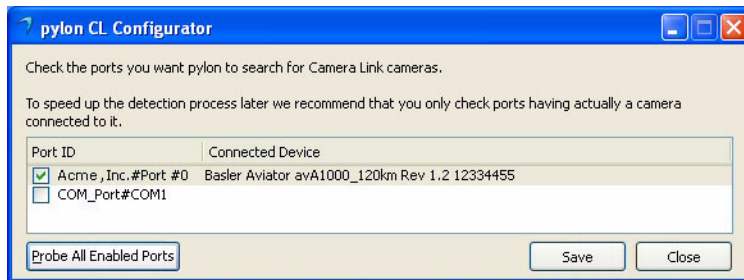 pylon CL Configurator
Check the ports you want pylon to search for Camera Link cameras.
To speed up the detection process later we recommend that you only check ports having actually a camera
connected to it.
Port ID Connected Device
Acme, Inc.#Port #0 Basler Aviator avA1000_120km Rev 1.2 12334455
COM_Port#COM1
Probe All Enabled Ports Save Close